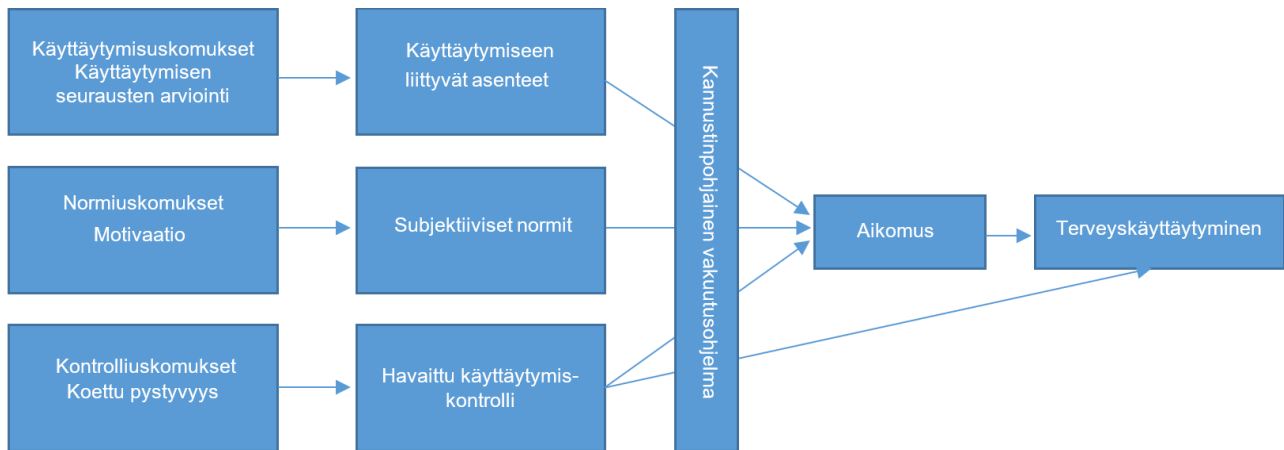 Käyttäytymisuskomukset
Käyttäytymisen
seurausten arviointi
Käyttäytymiseen
liittyvät asenteet
Normiuskomukset
Motivaatio
Subjektiiviset normit
Kontrolliuskomukset
Koettu pystyvyys
Havaittu käyttäytymis-
kontrolli
Kannustinpohjainen vakuutusohjelma
Aikomus
Terveyskäyttäytyminen